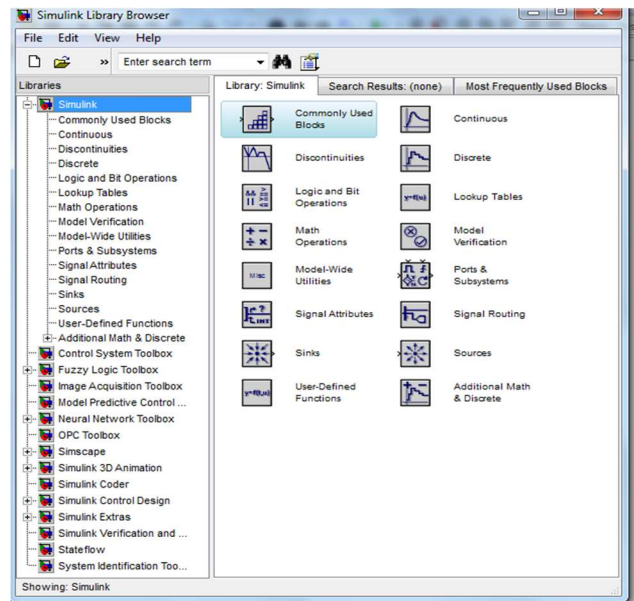 Simulink Library Browser
File Edit View Help
» Enter search term
Libraries
Simulink
Commonly Used Blocks
Continuous
Discontinuities
Discrete
Logic and Bit Operations
Lookup Tables
Math Operations
Model Verification
Model-Wide Utilities
Ports & Subsystems
Signal Attributes
Signal Routing
Sinks
Sources
User-Defined Functions
Additional Math & Discrete
Control System Toolbox
Fuzzy Logic Toolbox
Image Acquisition Toolbox
Model Predictive Control ...
Neural Network Toolbox
OPC Toolbox
Simscape
Simulink 3D Animation
Simulink Coder
Simulink Control Design
Simulink Extras
Simulink Verification and ...
Stateflow
System Identification Too...
Library: Simulink Search Results: (none) Most Frequently Used Blocks
Commonly Used
Blocks
Continuous
Discontinuities
Discrete
Logic and Bit
Operations
y=f(u)
Lookup Tables
Math
Operations
Model
Verification
Misc
Model-Wide
Utilities
Ports &
Subsystems
Signal Attributes
Signal Routing
Sinks
Sources
y=f(u)
User-Defined
Functions
Additional Math
& Discrete
Showing: Simulink